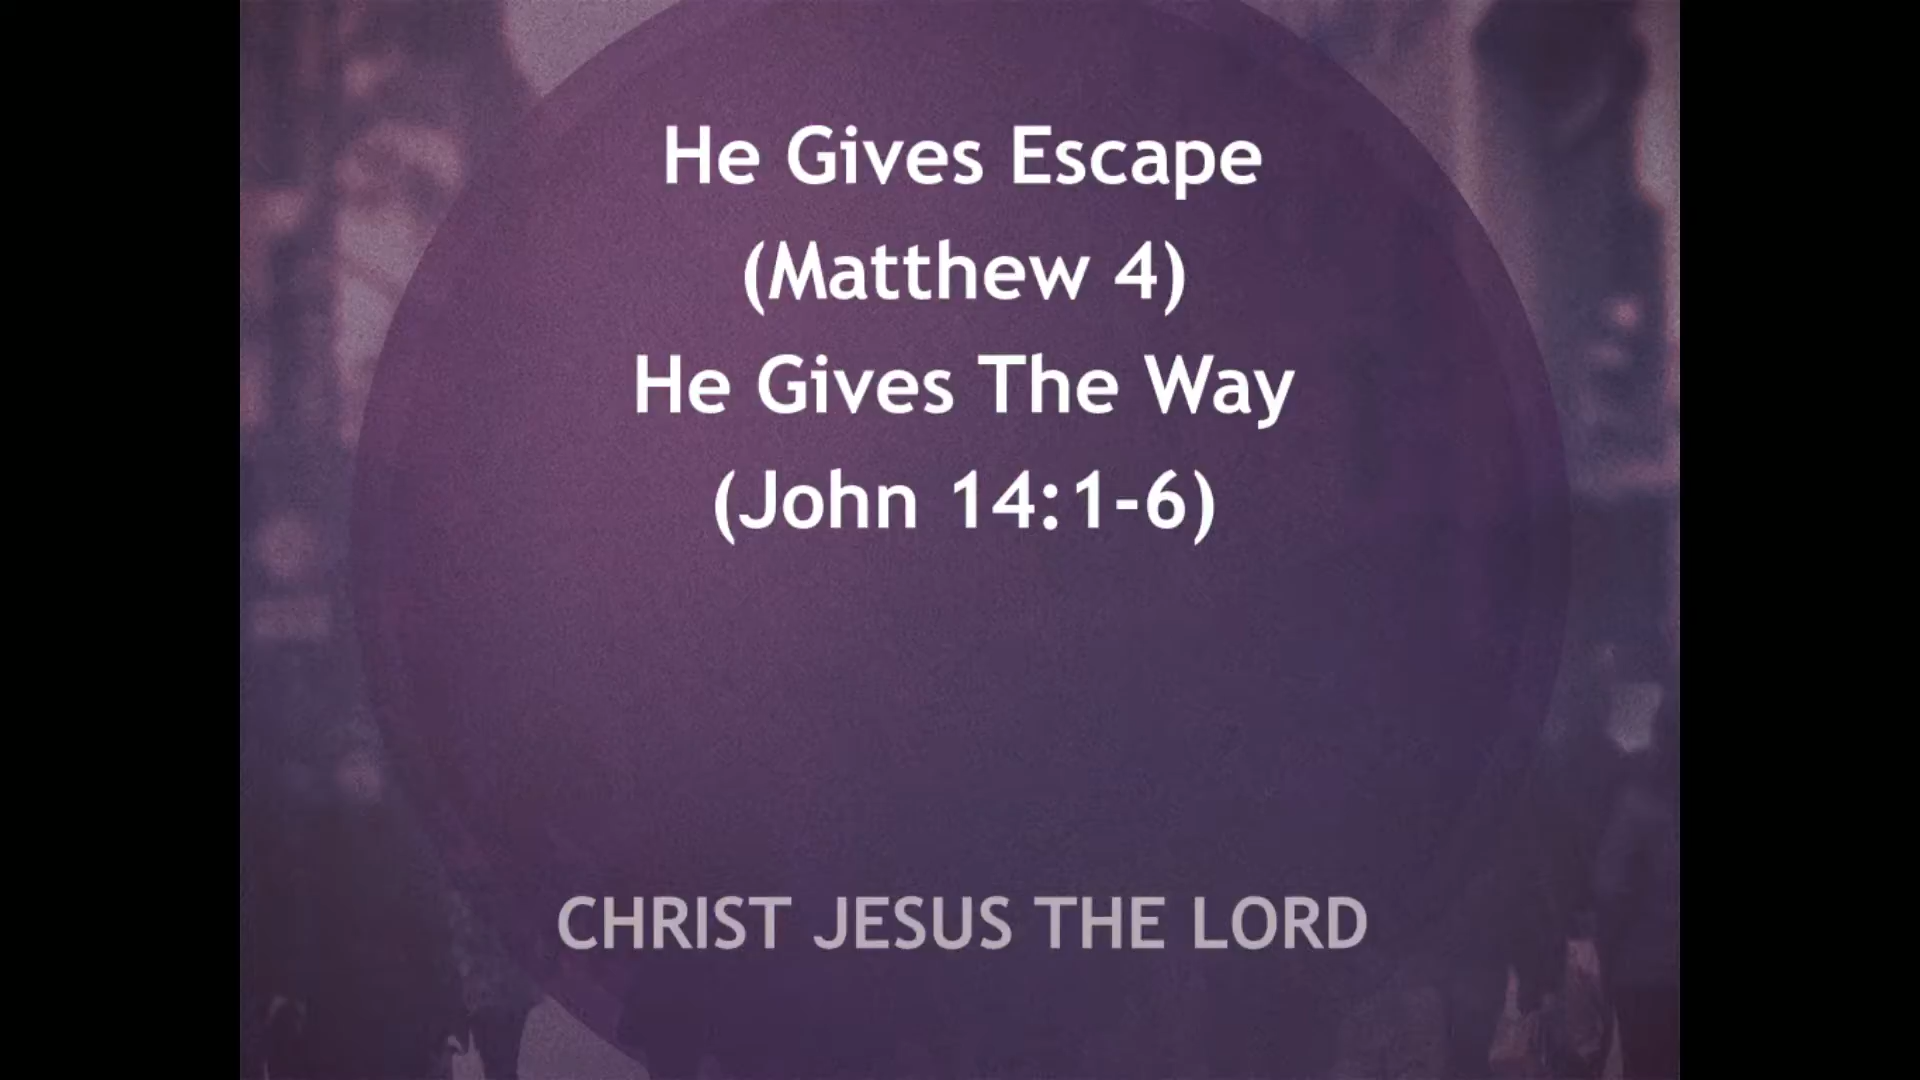 He Gives Escape
(Matthew 4)
He Gives The Way
(John 14:1-6)
CHRIST JESUS THE LORD